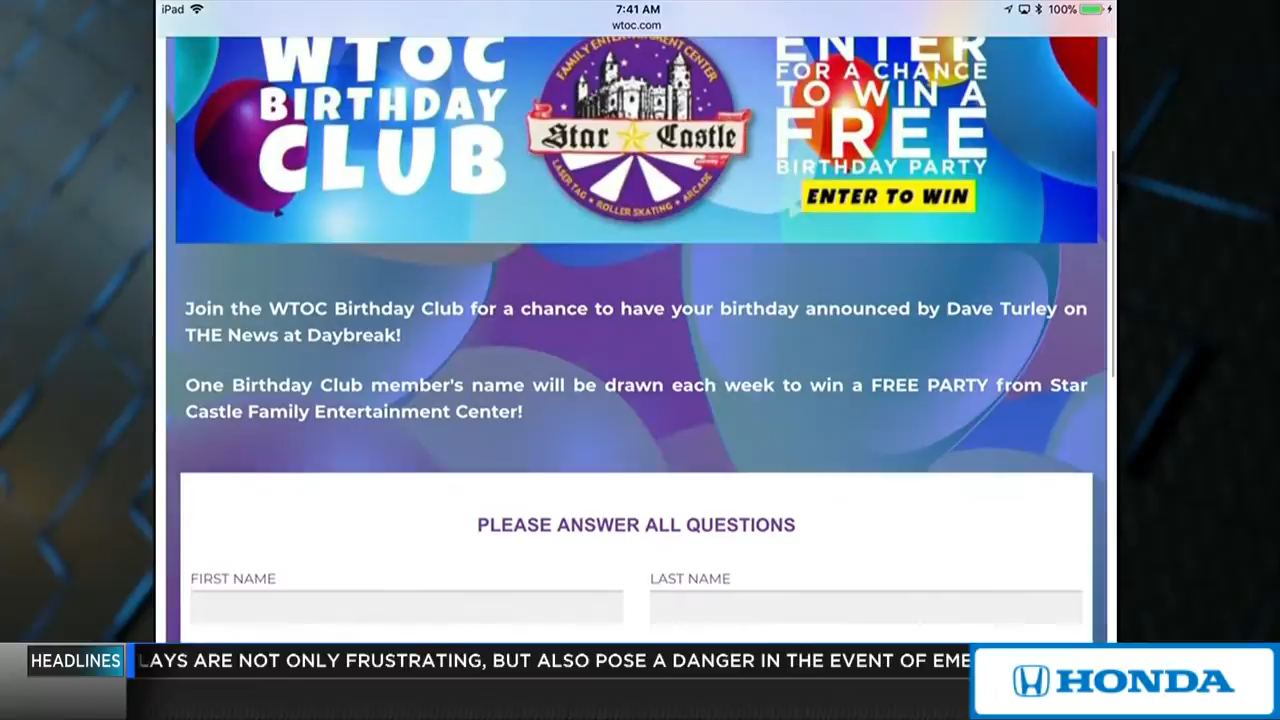 iPad
7:41 AM
100%
wtoc.com
WTOC
BIRTHDAY
CLUB
FAMILY ENTERTAINMENT CENTER
Star Castle
LASER TAG • ROLLER SKATING • ARCADE
ENTER
FOR A CHANCE
TO WIN A
FREE
BIRTHDAY PARTY
ENTER TO WIN
Join the WTOC Birthday Club for a chance to have your birthday announced by Dave Turley on
THE News at Daybreak!
One Birthday Club member's name will be drawn each week to win a FREE PARTY from Star
Castle Family Entertainment Center!
PLEASE ANSWER ALL QUESTIONS
FIRST NAME
LAST NAME
HEADLINES
LAYS ARE NOT ONLY FRUSTRATING, BUT ALSO POSE A DANGER IN THE EVENT OF EME
HONDA